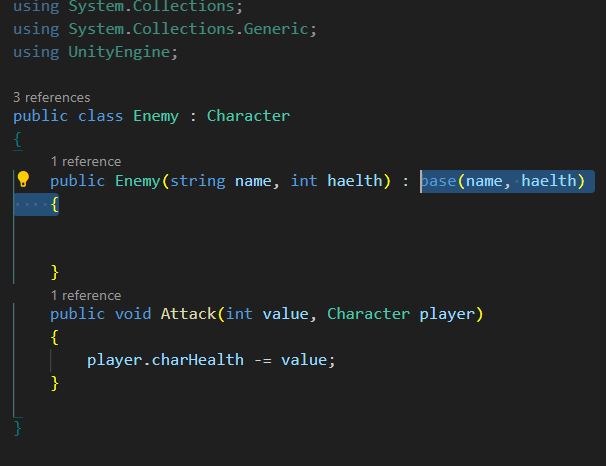 using System.Collections;
using System.Collections.Generic;
using UnityEngine;
3 references
public class Enemy : Character
{
1 reference
public Enemy(string name, int haelth) : base(name, haelth)
{
}
1 reference
public void Attack(int value, Character player)
{
player.charHealth -= value;
}
}